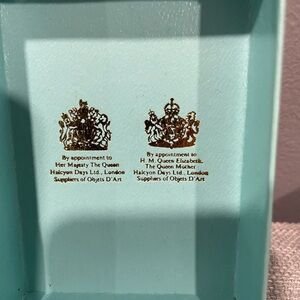 By appointment to
Her Majesty The Queen
Halcyon Days Ltd., London
Suppliers of Objets D'Art
By appointment to
H. M. Queen Elizabeth,
The Queen Mother
Halcyon Days Ltd., London
Suppliers of Objets D'Art